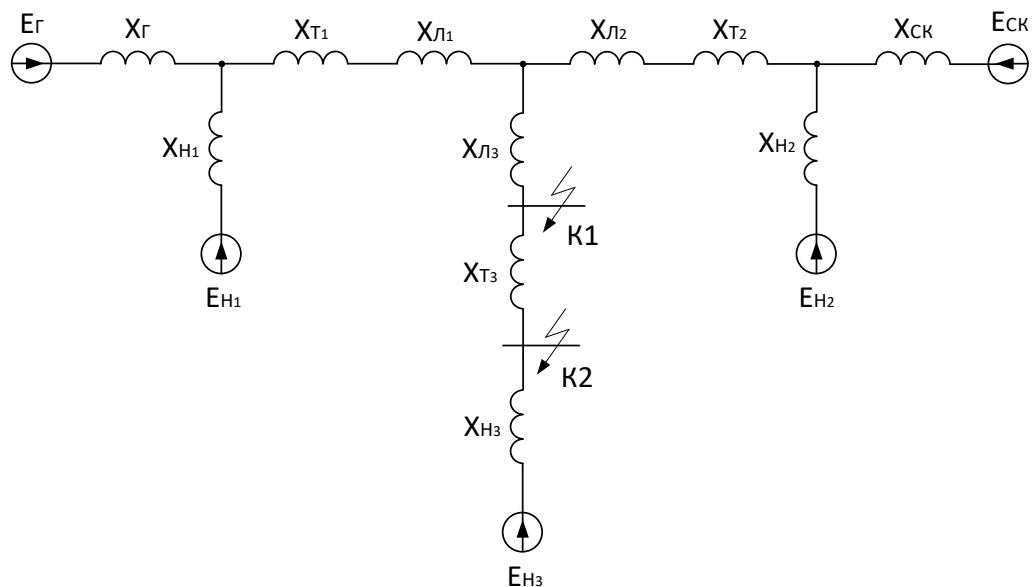 EГ
XГ
XТ1
XЛ1
XЛ2
XТ2
XСК
EСК
XН1
XЛ3
XН2
К1
EН1
XТ3
EН2
К2
XН3
EН3